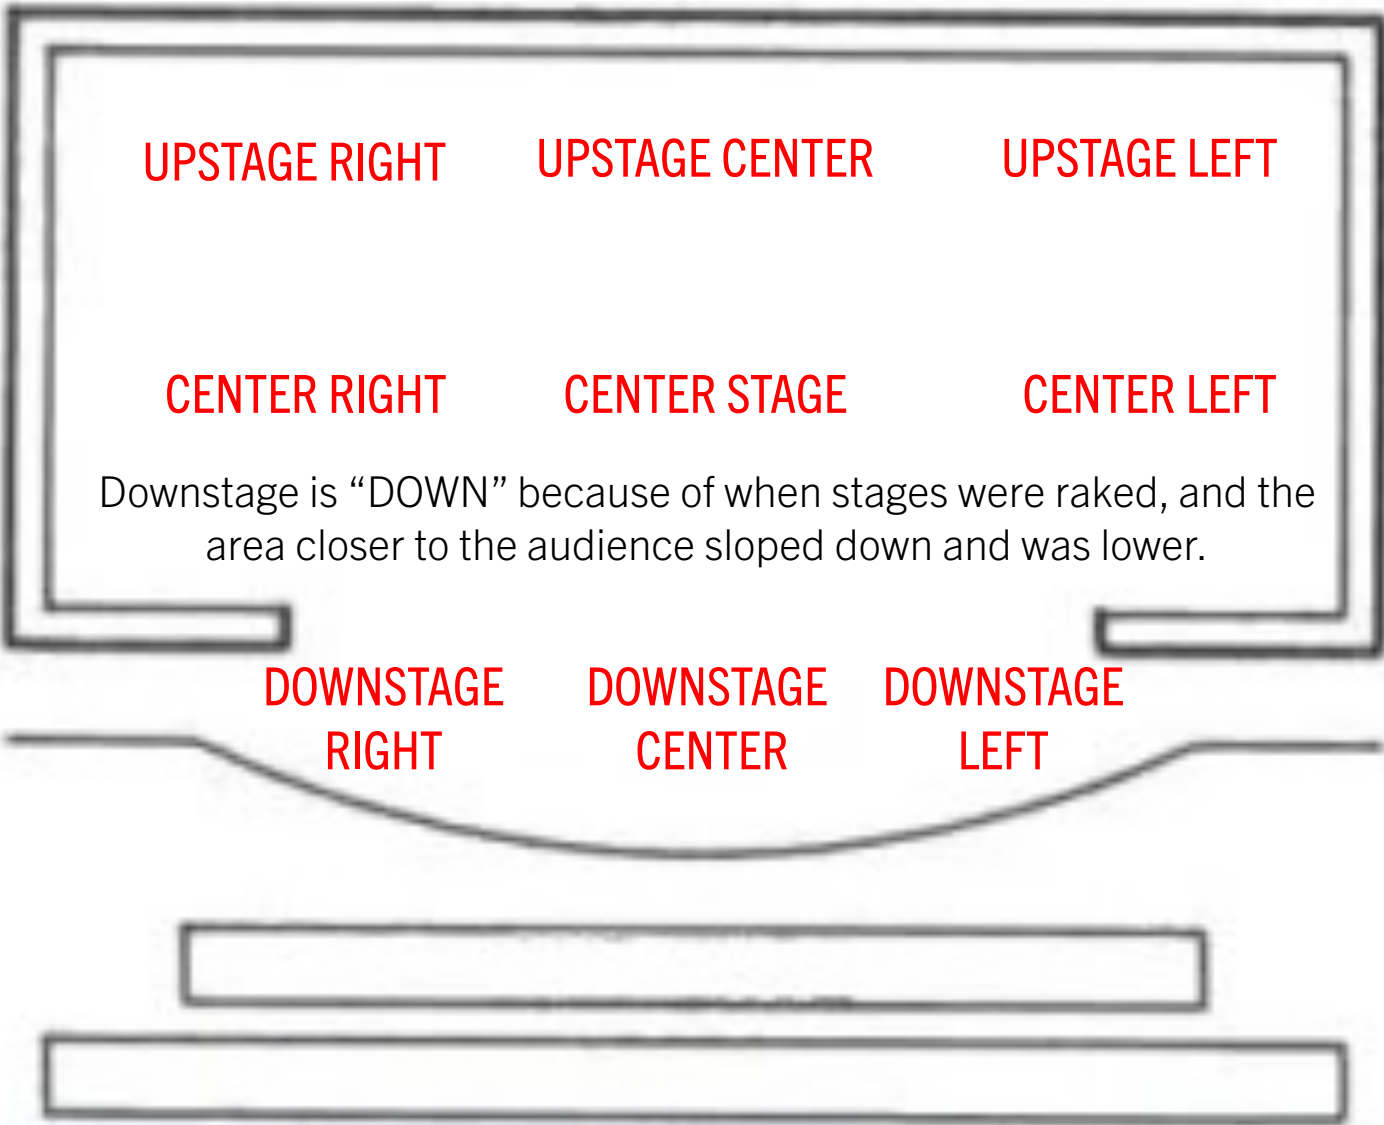 UPSTAGE RIGHT UPSTAGE CENTER UPSTAGE LEFT
CENTER RIGHT CENTER STAGE CENTER LEFT
Downstage is “DOWN” because of when stages were raked, and the
area closer to the audience sloped down and was lower.
DOWNSTAGE RIGHT
DOWNSTAGE CENTER
DOWNSTAGE LEFT